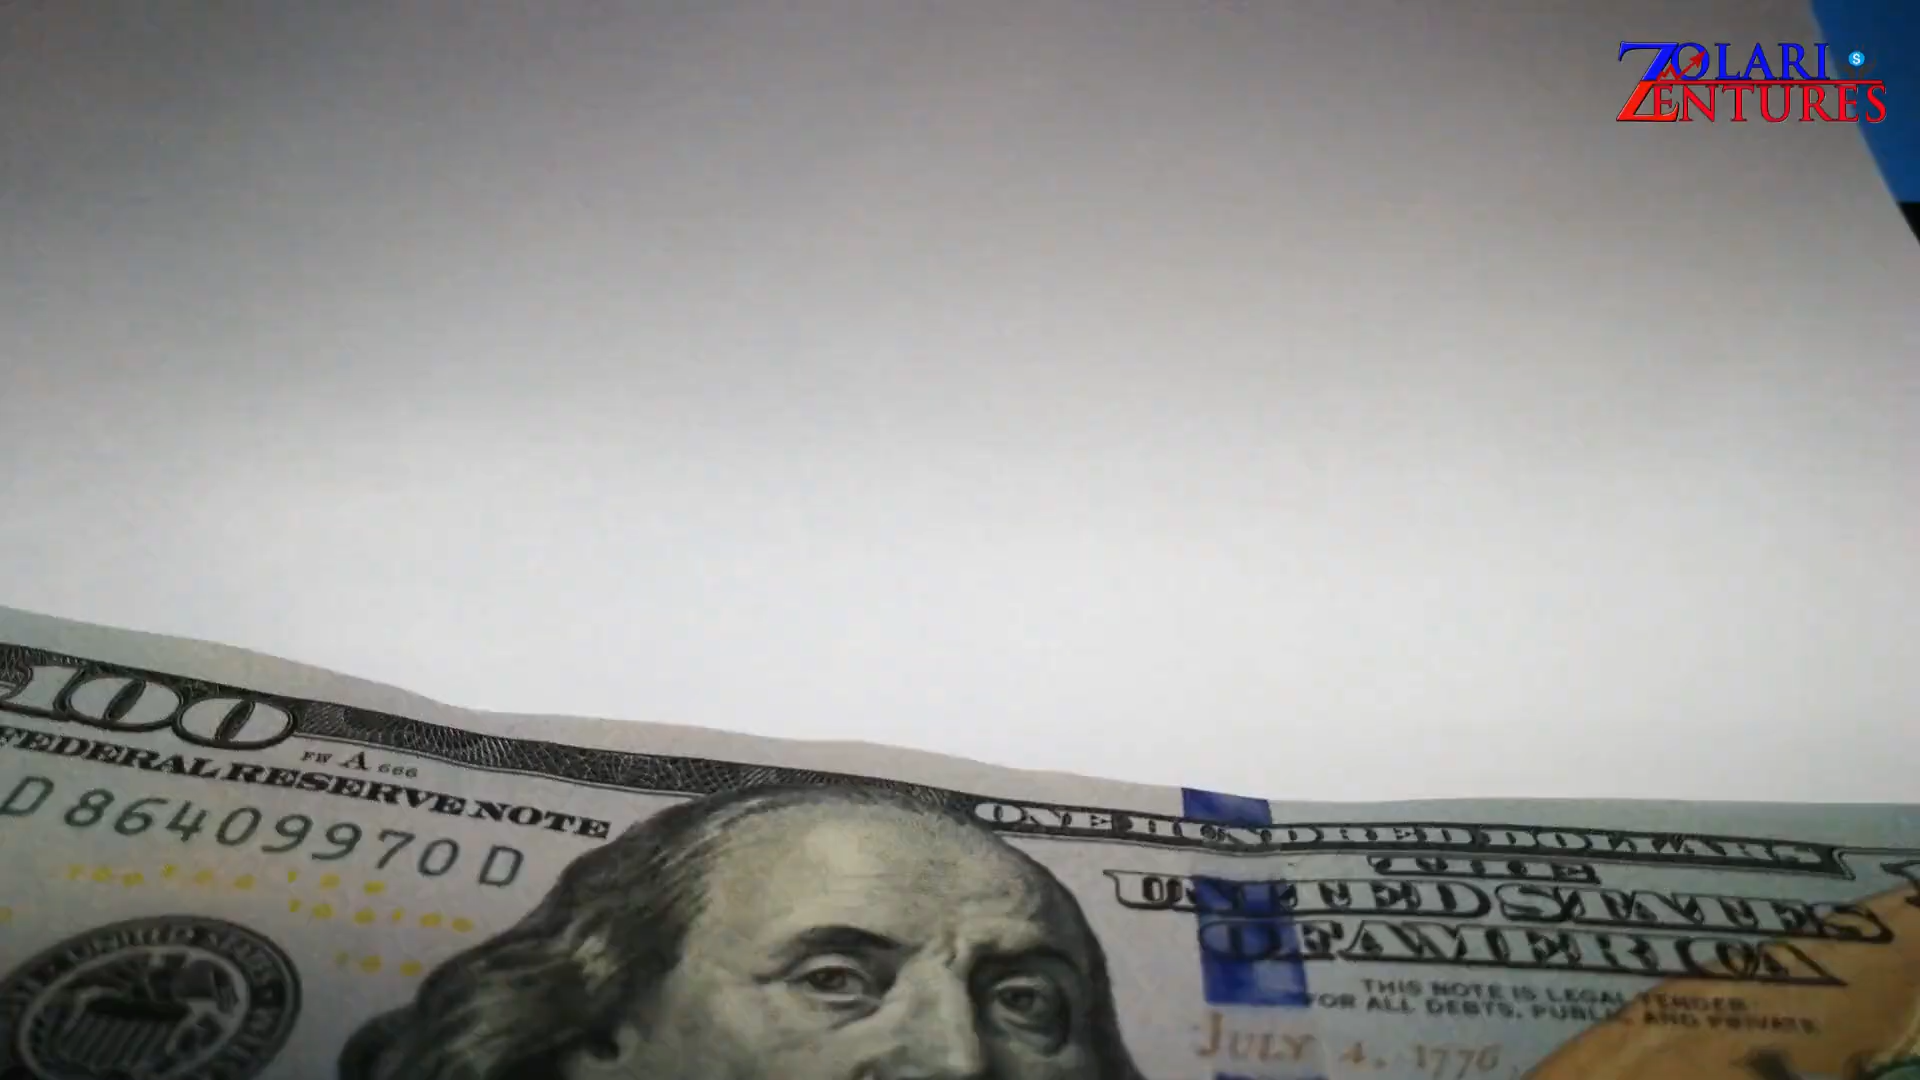 ZOLARI
ZENTURES
100
FEDERAL RESERVE NOTE
FW A 666
D 86409970 D
ONE HUNDRED DOLLARS
THE
UNITED STATES
OF AMERICA
THIS NOTE IS LEGAL TENDER
FOR ALL DEBTS, PUBLIC AND PRIVATE
JULY 4, 1776